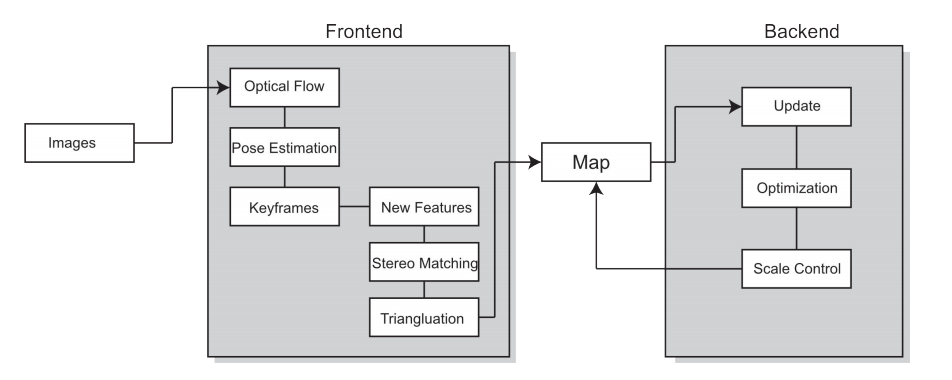 Frontend
Backend
Images
Optical Flow
Pose Estimation
Keyframes
New Features
Stereo Matching
Triangluation
Map
Update
Optimization
Scale Control